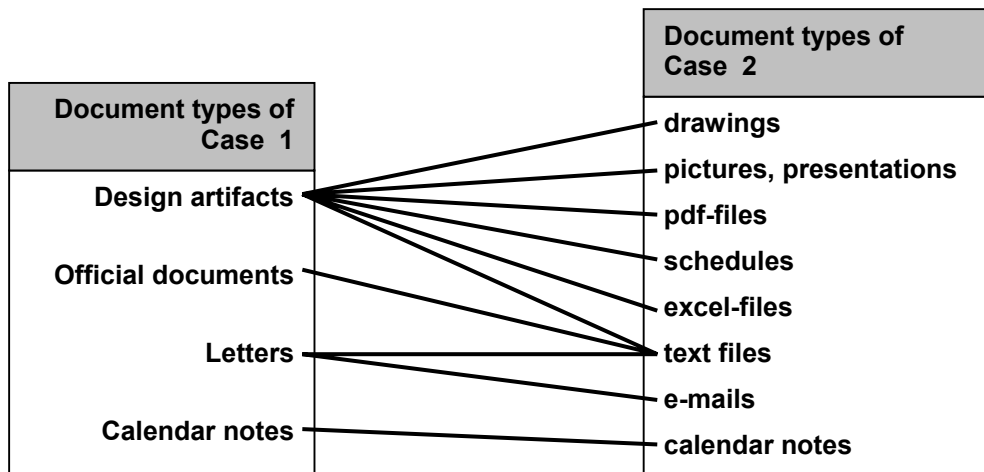 Document types of
Case 1
Design artifacts
Official documents
Letters
Calendar notes
Document types of
Case 2
drawings
pictures, presentations
pdf-files
schedules
excel-files
text files
e-mails
calendar notes